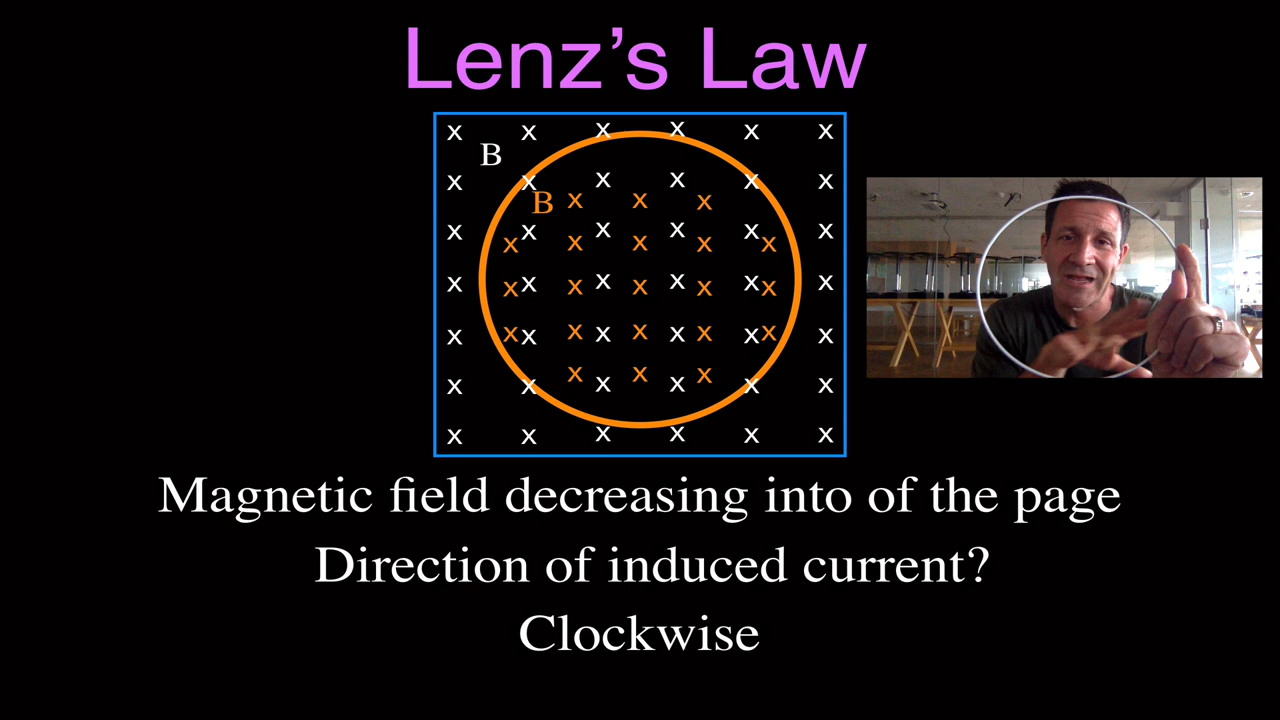 Lenz's Law
x x x x x x
B
x x x x x x
B x x x
x x x x x x
x x x x x
x x x x x x
x x x x x
x x x x x x
x x x x x
x x x
x x x x x x
x x x x x x
Magnetic field decreasing into of the page
Direction of induced current?
Clockwise